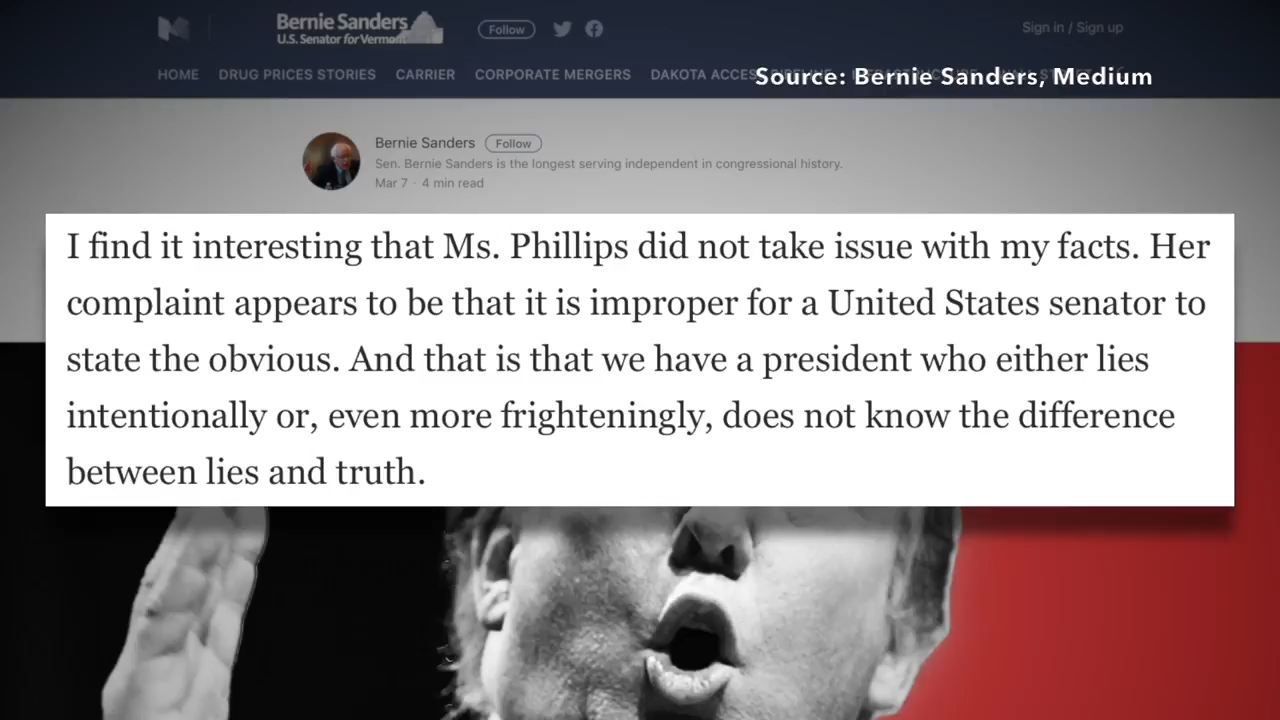 Bernie Sanders
U.S. Senator for Vermont
Follow
Sign in / Sign up
HOME DRUG PRICES STORIES CARRIER CORPORATE MERGERS DAKOTA ACCESS PIPELINE
Source: Bernie Sanders, Medium
Bernie Sanders Follow
Sen. Bernie Sanders is the longest serving independent in congressional history.
Mar 7 · 4 min read
I find it interesting that Ms. Phillips did not take issue with my facts. Her
complaint appears to be that it is improper for a United States senator to
state the obvious. And that is that we have a president who either lies
intentionally or, even more frighteningly, does not know the difference
between lies and truth.